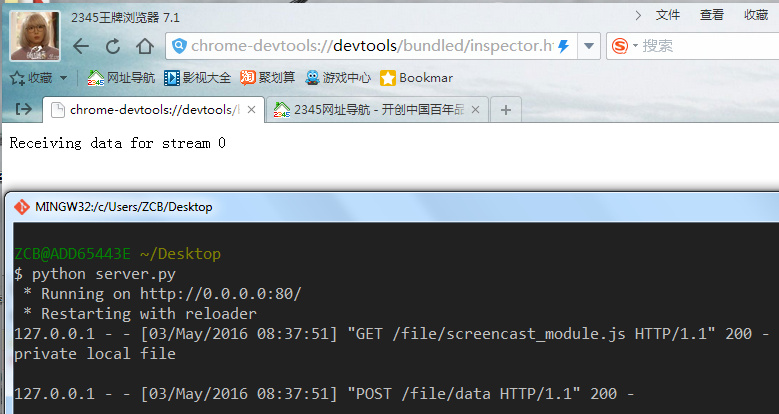 2345王牌浏览器 7.1
文件 查看 收藏
chrome-devtools://devtools/bundled/inspector.h
搜索
收藏 网址导航 影视大全 聚划算 游戏中心 Bookmar
chrome-devtools://devtools/ 2345网址导航 - 开创中国百年品
Receiving data for stream 0
MINGW32:/c/Users/ZCB/Desktop
ZCB@ADD65443E ~/Desktop
$ python server.py
* Running on http://0.0.0.0:80/
* Restarting with reloader
127.0.0.1 - - [03/May/2016 08:37:51] "GET /file/screencast_module.js HTTP/1.1" 200 -
private local file
127.0.0.1 - - [03/May/2016 08:37:51] "POST /file/data HTTP/1.1" 200 -